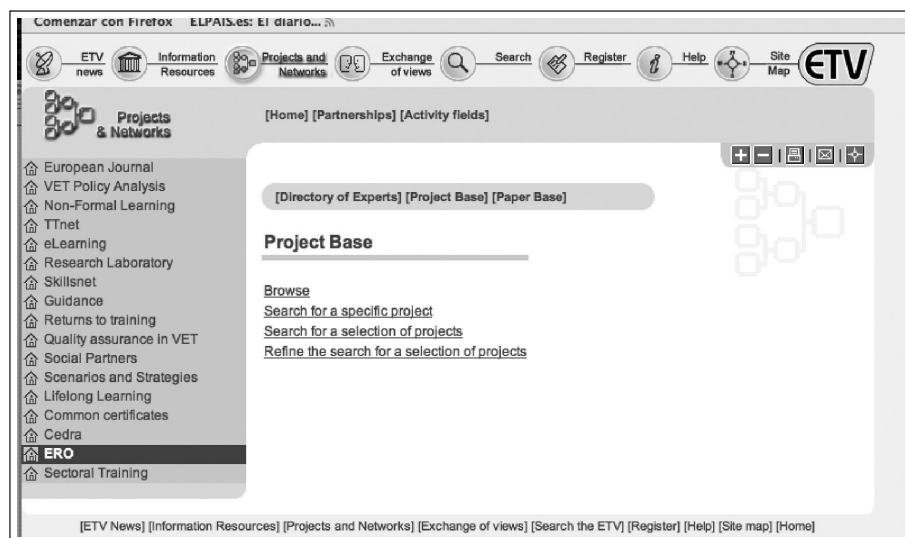 Comenzar con Firefox ELPAIS.es: El diario...
ETV news
Information Resources
Projects and Networks
Exchange of views
Search
Register
Help
Site Map
ETV
Projects & Networks
[Home] [Partnerships] [Activity fields]
European Journal
VET Policy Analysis
Non-Formal Learning
TTnet
eLearning
Research Laboratory
Skillsnet
Guidance
Returns to training
Quality assurance in VET
Social Partners
Scenarios and Strategies
Lifelong Learning
Common certificates
Cedra
ERO
Sectoral Training
[Directory of Experts] [Project Base] [Paper Base]
Project Base
Browse
Search for a specific project
Search for a selection of projects
Refine the search for a selection of projects
[ETV News] [Information Resources] [Projects and Networks] [Exchange of views] [Search the ETV] [Register] [Help] [Site map] [Home]